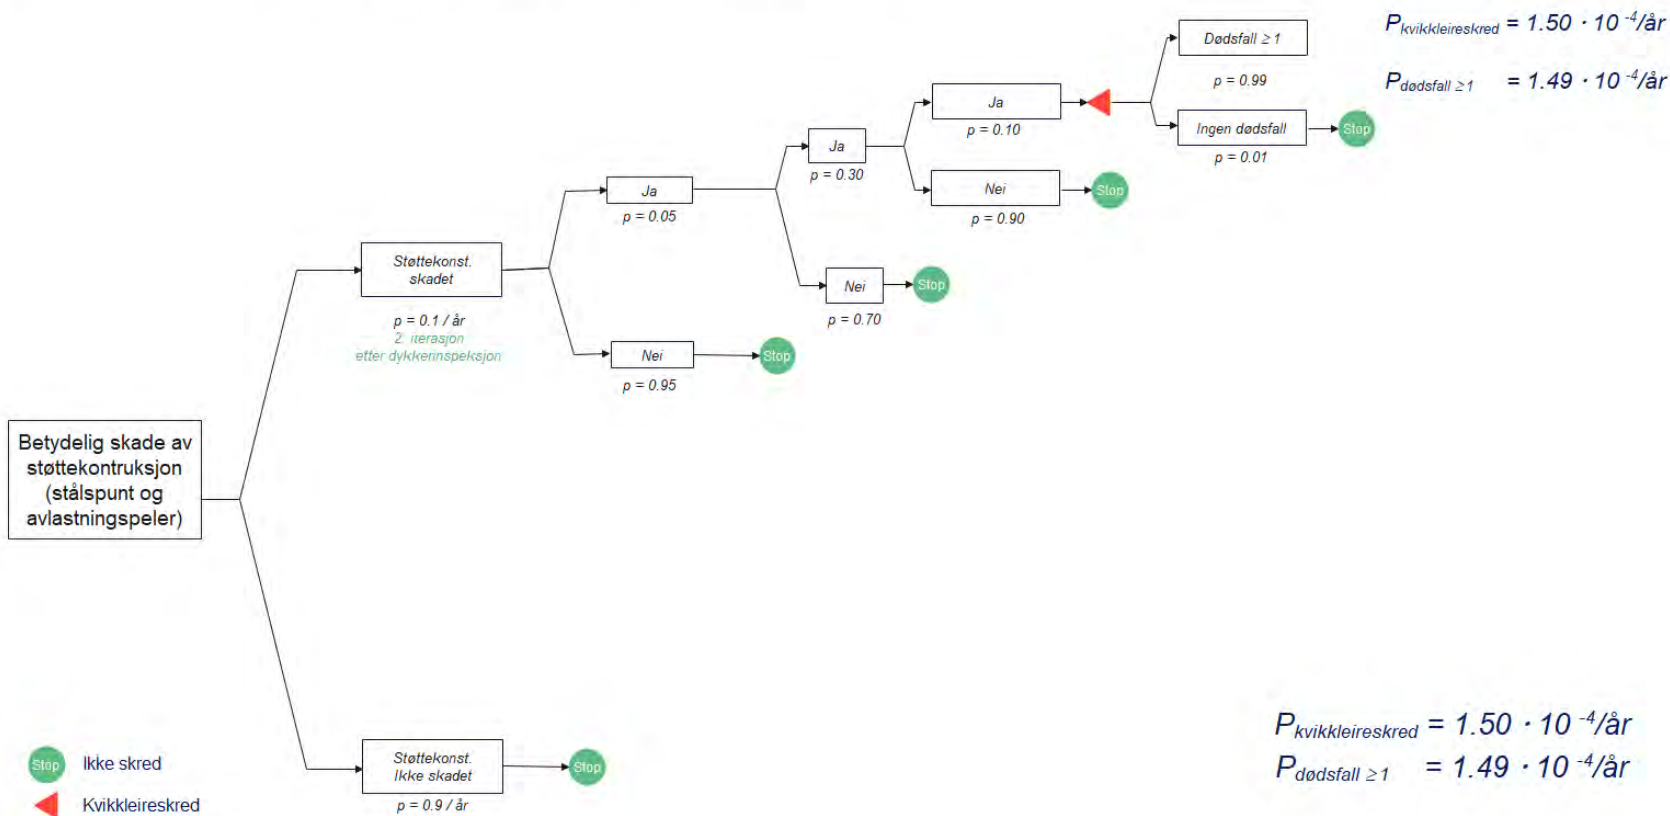 P kvikkleireskred = 1.50 · 10 -4/år
P dødsfall ≥ 1 = 1.49 · 10 -4/år
Dødsfall ≥ 1
p = 0.99
Ingen dødsfall
p = 0.01
Stop
Ja
p = 0.10
Nei
p = 0.90
Stop
Ja
p = 0.30
Nei
p = 0.70
Stop
Ja
p = 0.05
Nei
p = 0.95
Stop
Støttekonst.
skadet
p = 0.1 / år
2. iterasjon
etter dykkerinspeksjon
Betydelig skade av
støttekontruksjon
(stålspunt og
avlastningspeler)
Støttekonst.
Ikke skadet
p = 0.9 / år
Stop
Stop Ikke skred
Kvikkleireskred
P kvikkleireskred = 1.50 · 10 -4/år
P dødsfall ≥ 1 = 1.49 · 10 -4/år